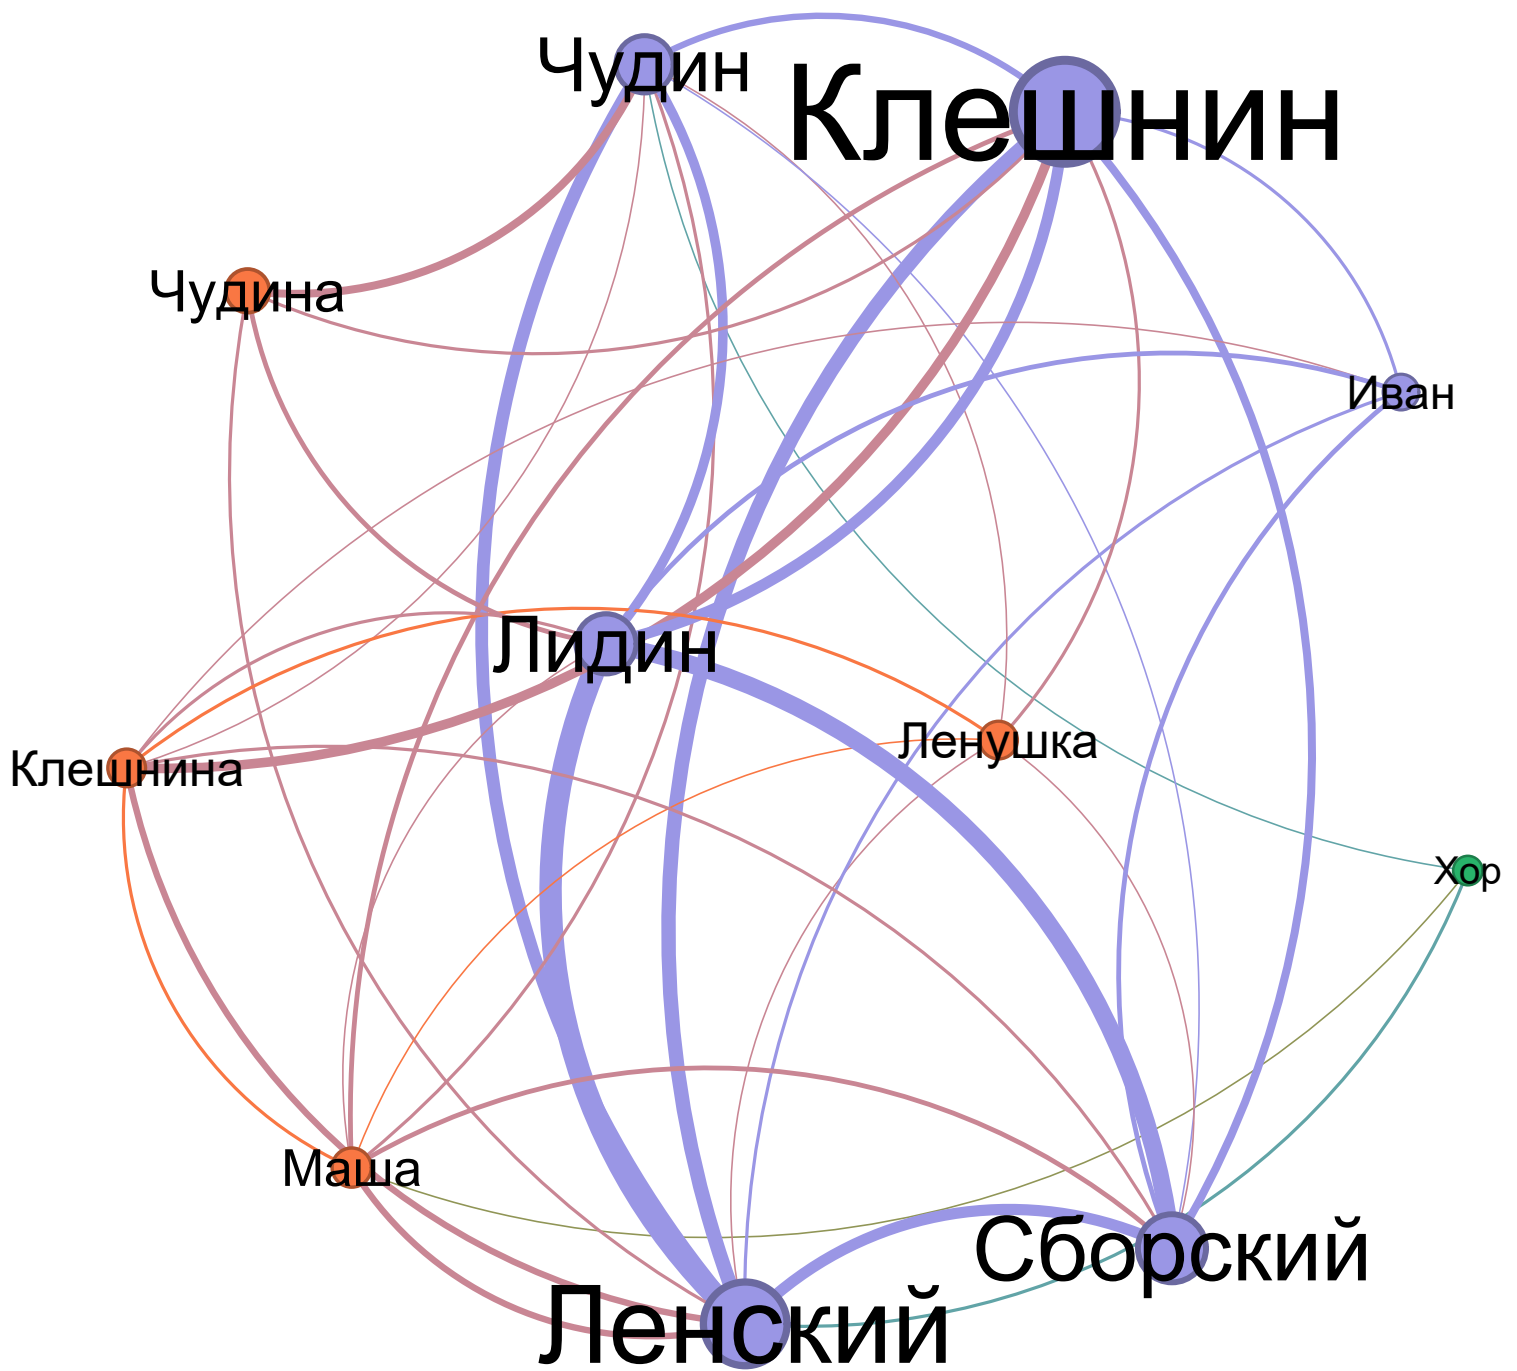 Чудин
Клешнин
Чудина
Иван
Лидин
Ленушка
Клешнина
Хор
Маша
Сборский
Ленский